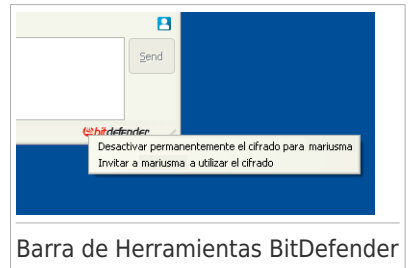 Send
bitdefender
Desactivar permanentemente el cifrado para mariusma
Invitar a mariusma a utilizar el cifrado
Barra de Herramientas BitDefender